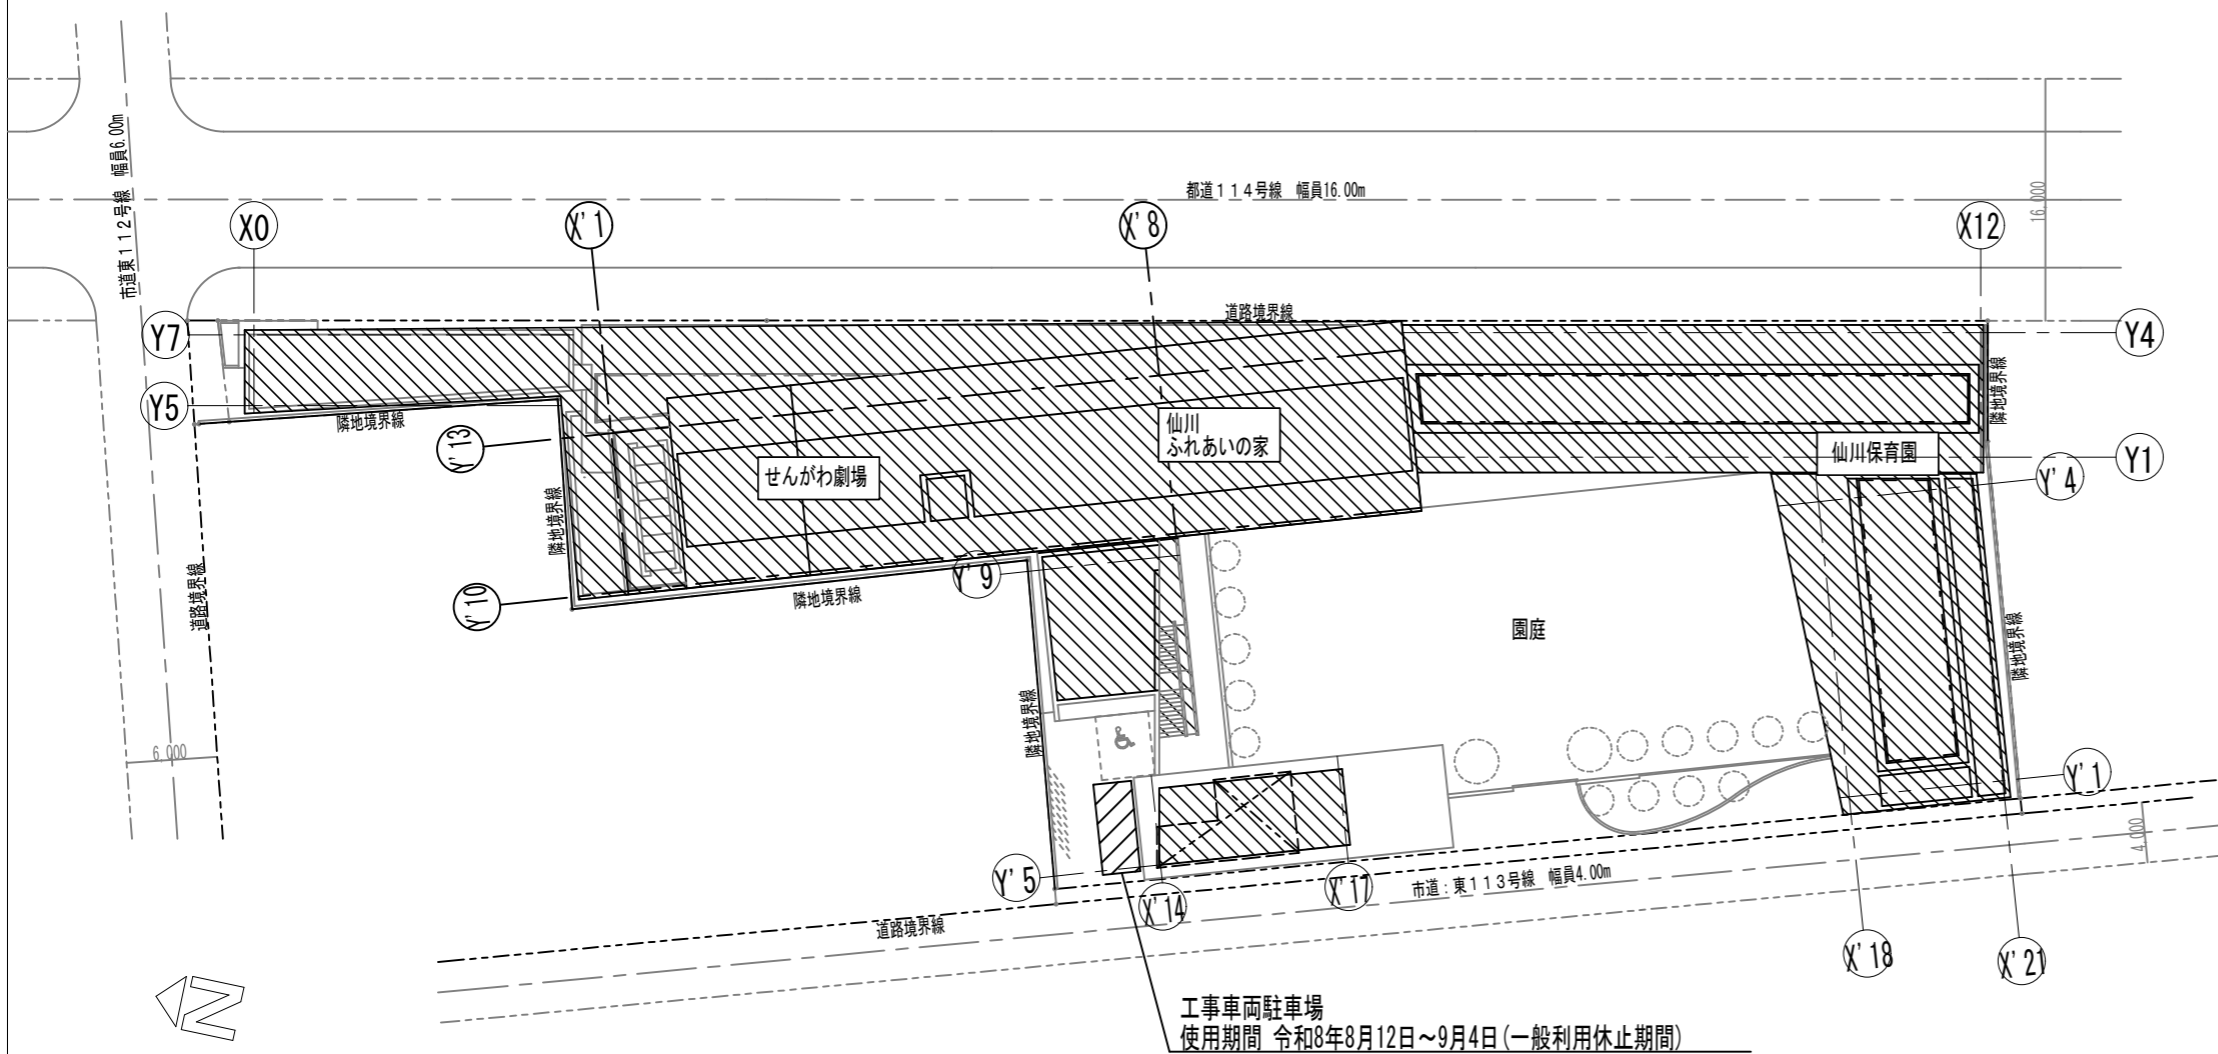 市道東１１２号線 幅員6.00m
都道１１４号線 幅員16.00m
16,000
X0
X'1
X'8
X12
道路境界線
Y7
Y4
Y5
隣地境界線
隣地境界線
Y'13
せんがわ劇場
仙川
ふれあいの家
仙川保育園
Y1
Y'4
隣地境界線
道路境界線
Y'10
隣地境界線
Y'9
園庭
隣地境界線
隣地境界線
6,000
Y'1
4,000
Y'5
X'14
X'17
市道：東１１３号線 幅員4.00m
道路境界線
X'18
X'21
N
工事車両駐車場
使用期間 令和8年8月12日～9月4日(一般利用休止期間)